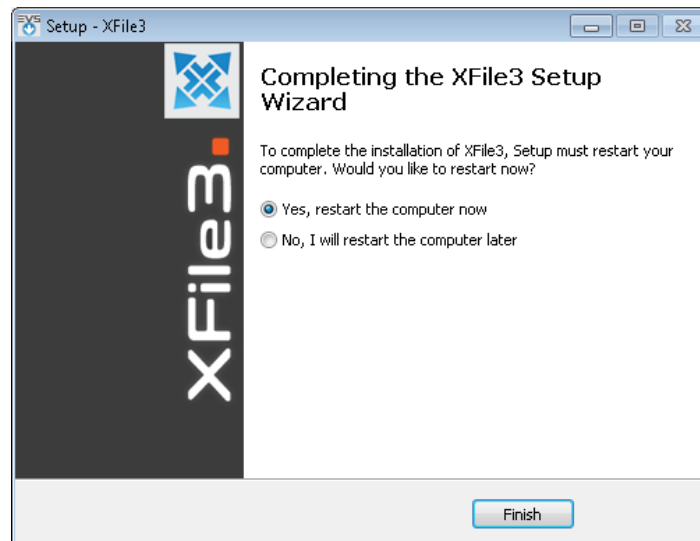 EVS
Setup - XFile3
XFile3.
Completing the XFile3 Setup
Wizard
To complete the installation of XFile3, Setup must restart your
computer. Would you like to restart now?
Yes, restart the computer now
No, I will restart the computer later
Finish